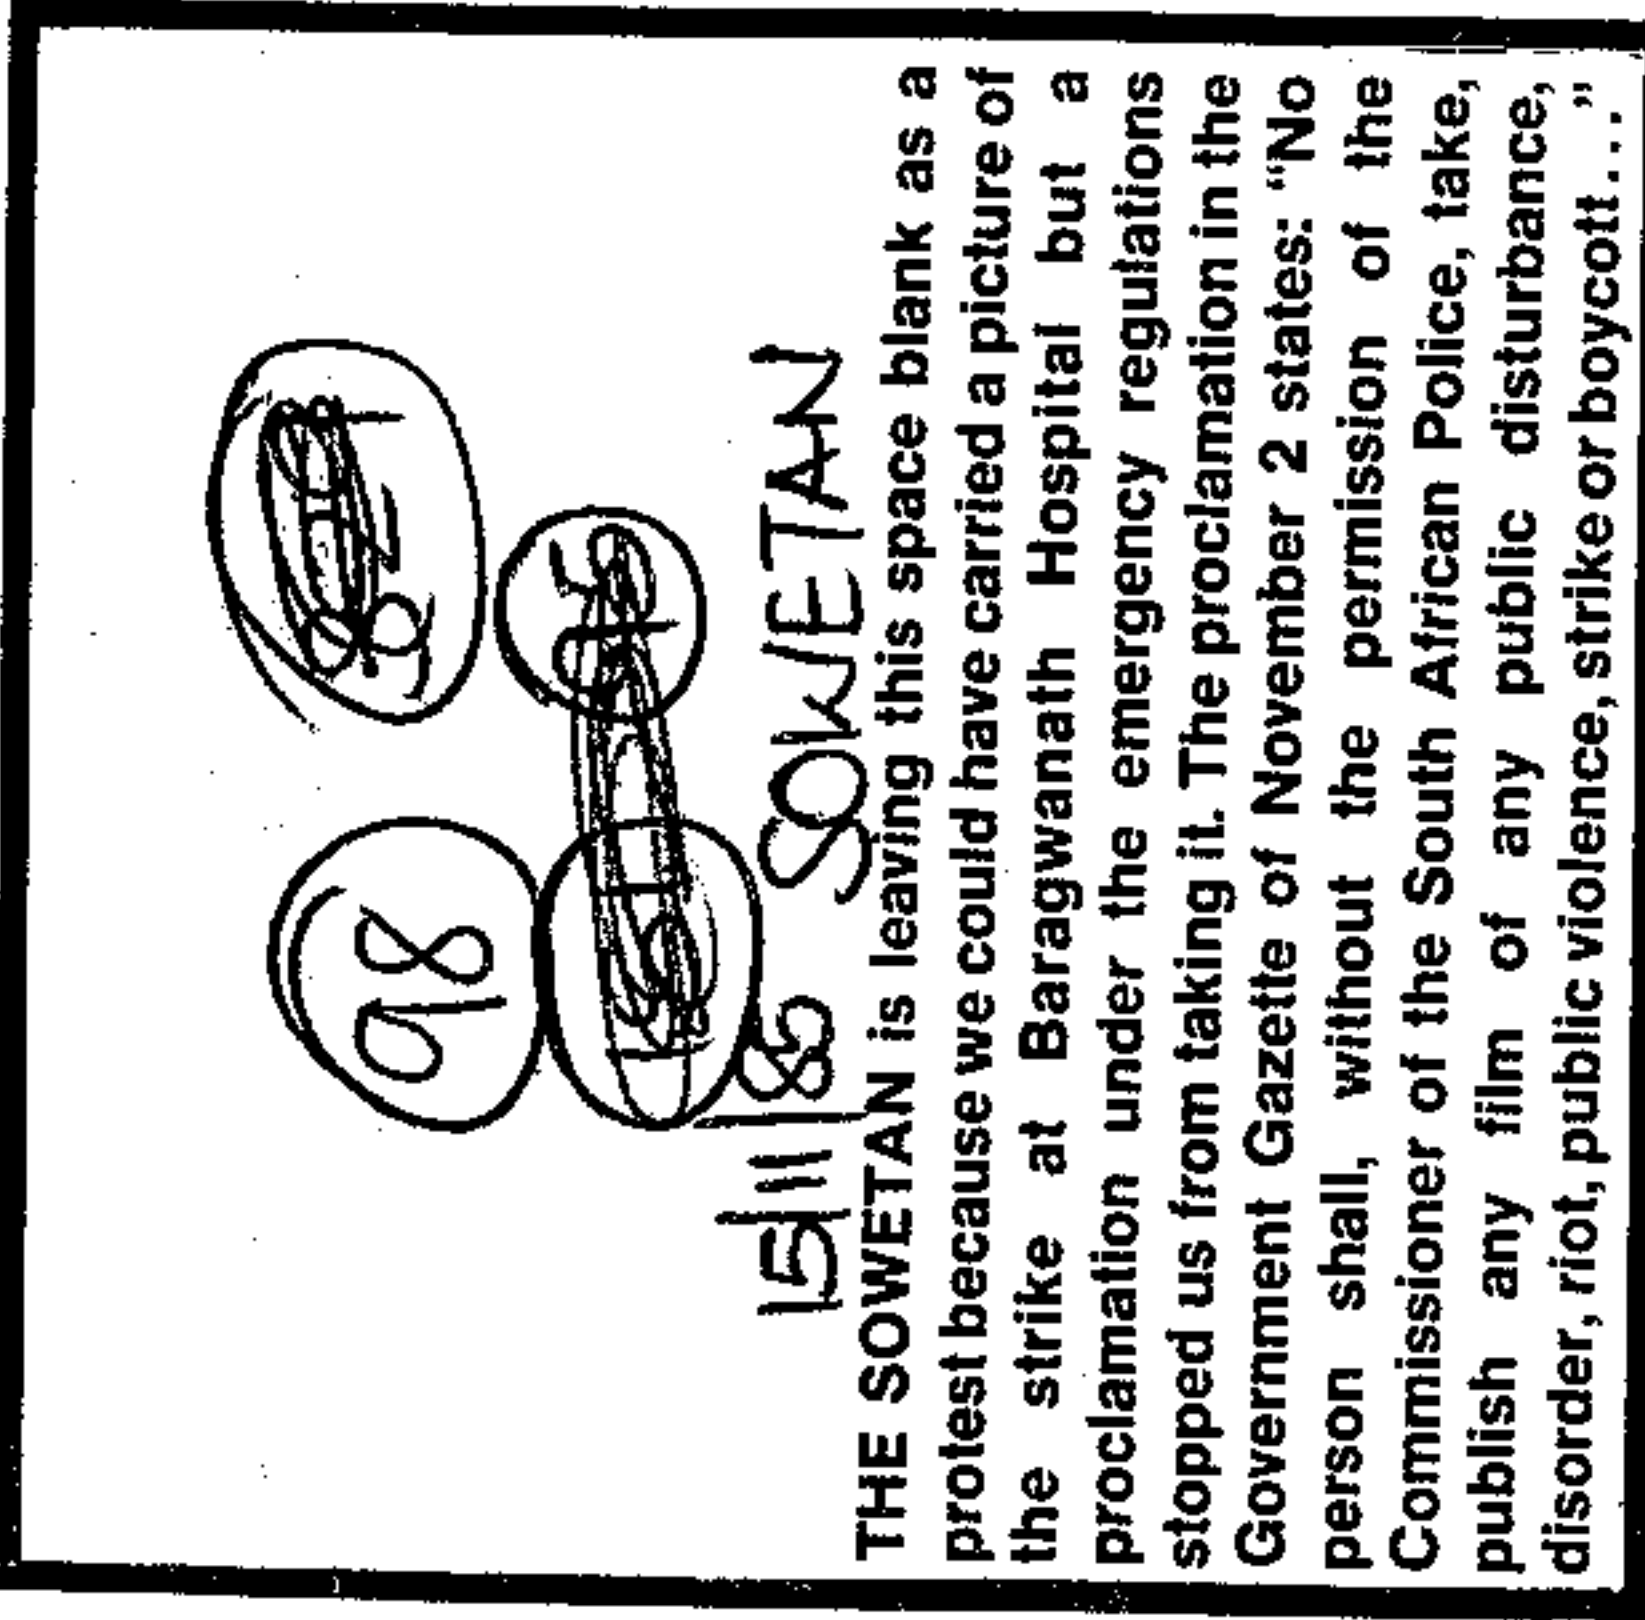 98
15/11/85 SOWETAN
THE SOWETAN is leaving this space blank as a
protest because we could have carried a picture of
the strike at Baragwanath Hospital but a
proclamation under the emergency regulations
stopped us from taking it. The proclamation in the
Government Gazette of November 2 states: "No
person shall, without the permission of the
Commissioner of the South African Police, take,
publish any film of any public disturbance,
disorder, riot, public violence, strike or boycott..."